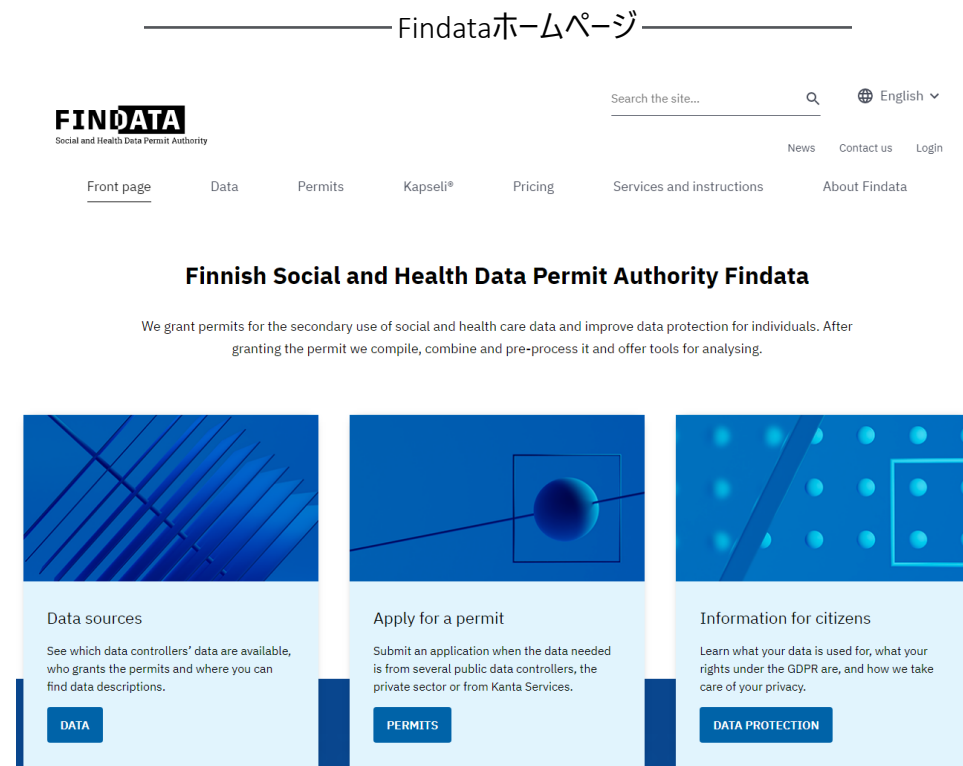 Findataホームページ
Search the site...
English
FINDATA
Social and Health Data Permit Authority
News Contact us Login
Front page Data Permits Kapseli® Pricing Services and instructions About Findata
Finnish Social and Health Data Permit Authority Findata
We grant permits for the secondary use of social and health care data and improve data protection for individuals. After
granting the permit we compile, combine and pre-process it and offer tools for analysing.
Data sources
See which data controllers’ data are available,
who grants the permits and where you can
find data descriptions.
DATA
Apply for a permit
Submit an application when the data needed
is from several public data controllers, the
private sector or from Kanta Services.
PERMITS
Information for citizens
Learn what your data is used for, what your
rights under the GDPR are, and how we take
care of your privacy.
DATA PROTECTION